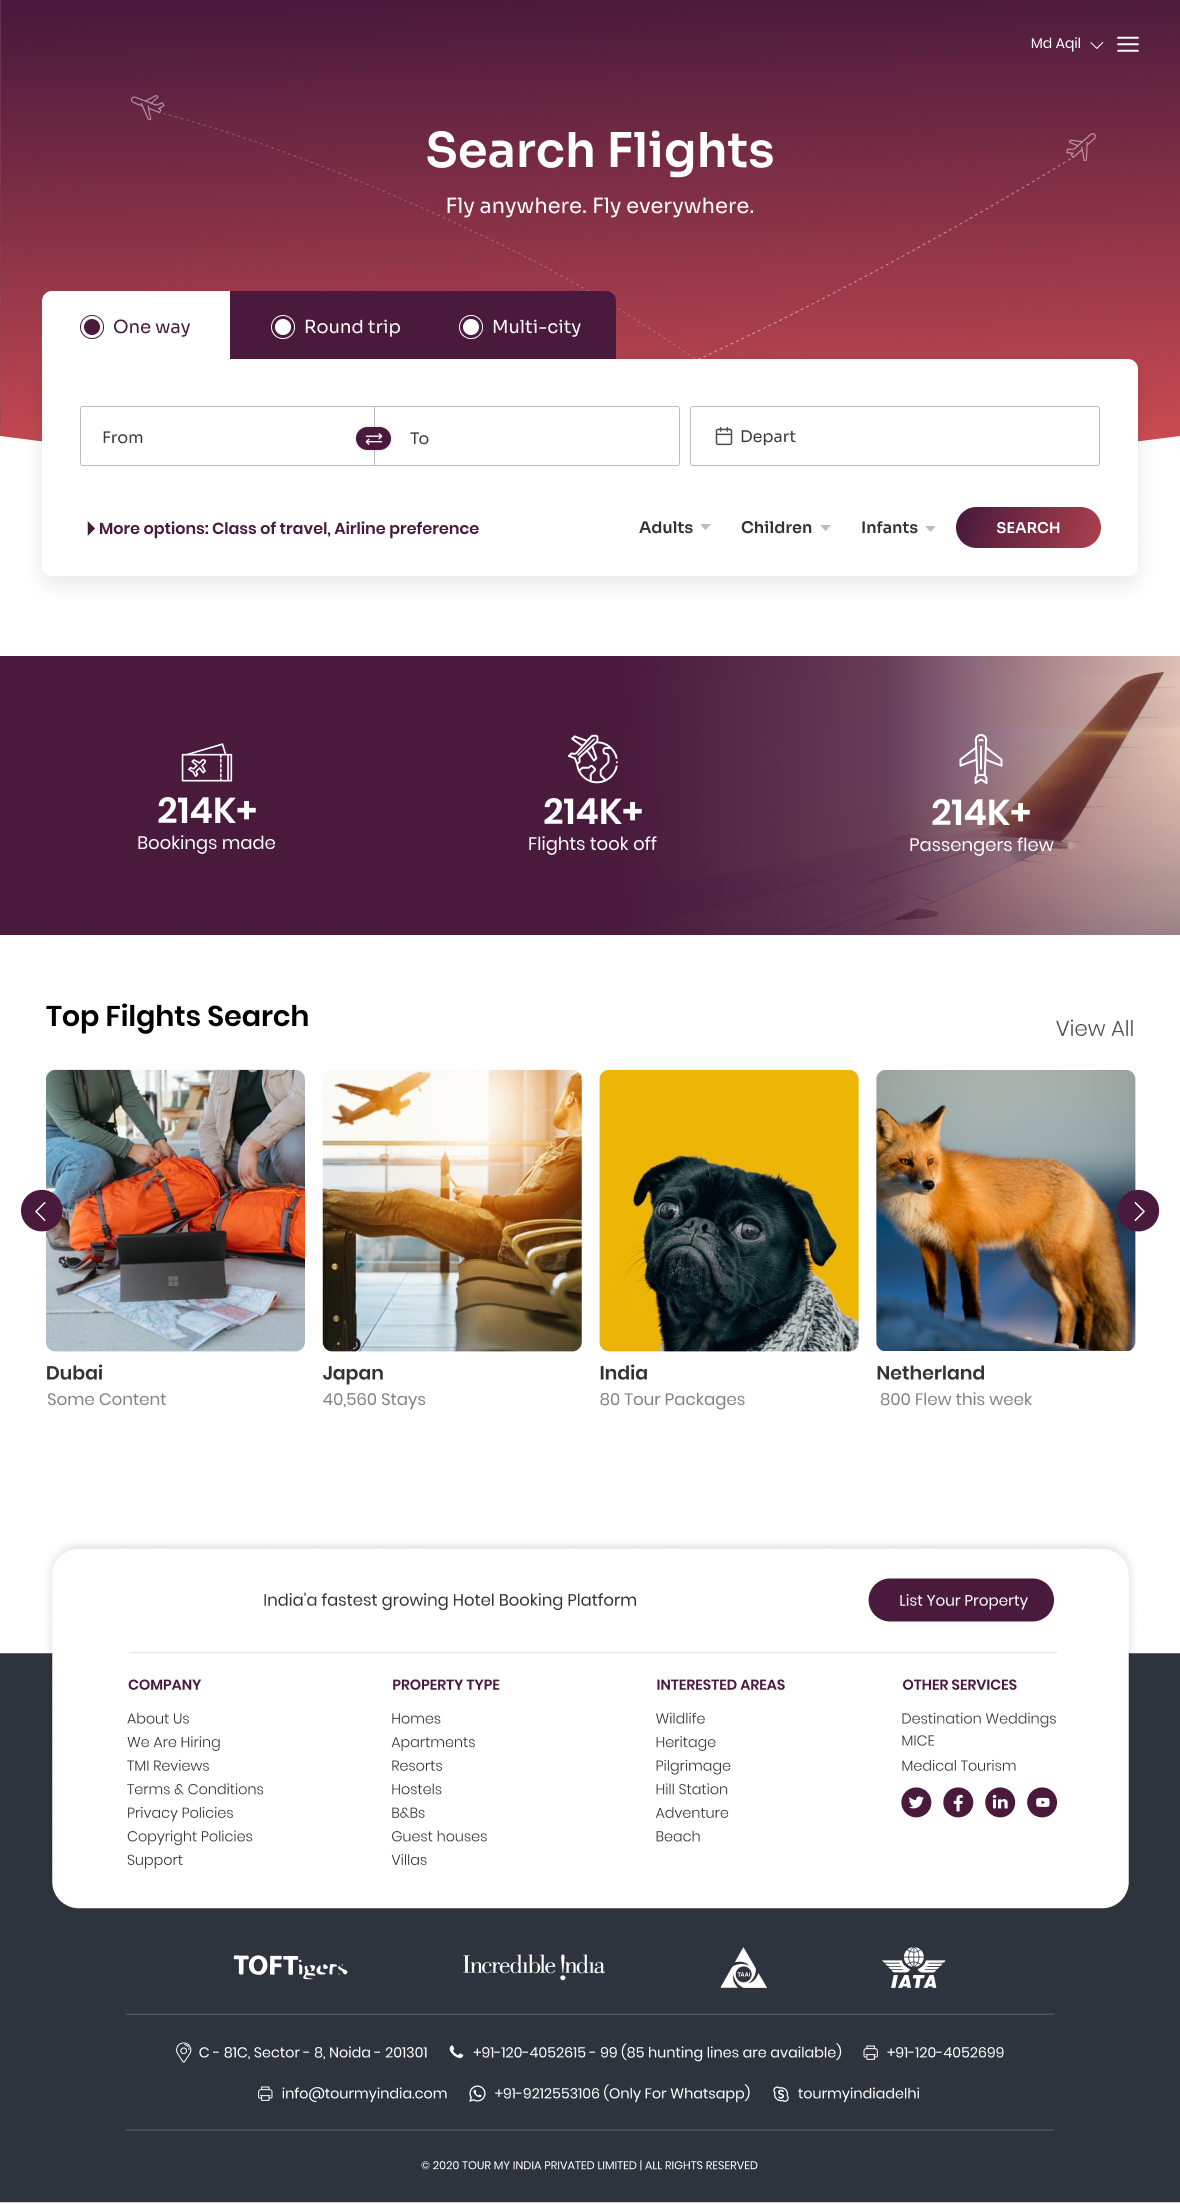 Md Aqil
Search Flights
Fly anywhere. Fly everywhere.
One way
Round trip
Multi-city
From
To
Depart
More options: Class of travel, Airline preference
Adults
Children
Infants
SEARCH
214K+
Bookings made
214K+
Flights took off
214K+
Passengers flew
Top Filghts Search
View All
Dubai
Some Content
Japan
40,560 Stays
India
80 Tour Packages
Netherland
800 Flew this week
India'a fastest growing Hotel Booking Platform
List Your Property
COMPANY
About Us
We Are Hiring
TMI Reviews
Terms & Conditions
Privacy Policies
Copyright Policies
Support
PROPERTY TYPE
Homes
Apartments
Resorts
Hostels
B&Bs
Guest houses
Villas
INTERESTED AREAS
Wildlife
Heritage
Pilgrimage
Hill Station
Adventure
Beach
OTHER SERVICES
Destination Weddings
MICE
Medical Tourism
TOFTigers
Incredible !ndia
TAAI
IATA
C - 81C, Sector - 8, Noida - 201301
+91-120-4052615 - 99 (85 hunting lines are available)
+91-120-4052699
info@tourmyindia.com
+91-9212553106 (Only For Whatsapp)
tourmyindiadelhi
© 2020 TOUR MY INDIA PRIVATED LIMITED | ALL RIGHTS RESERVED